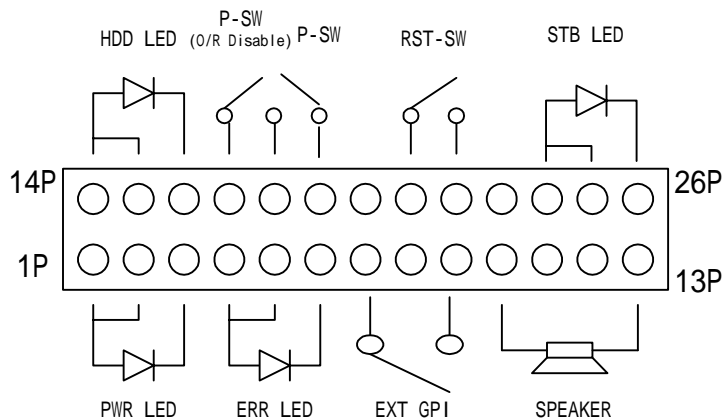 P-SW
HDD LED (O/R Disable) P-SW RST-SW STB LED
14P 26P
1P 13P
PWR LED ERR LED EXT GPI SPEAKER